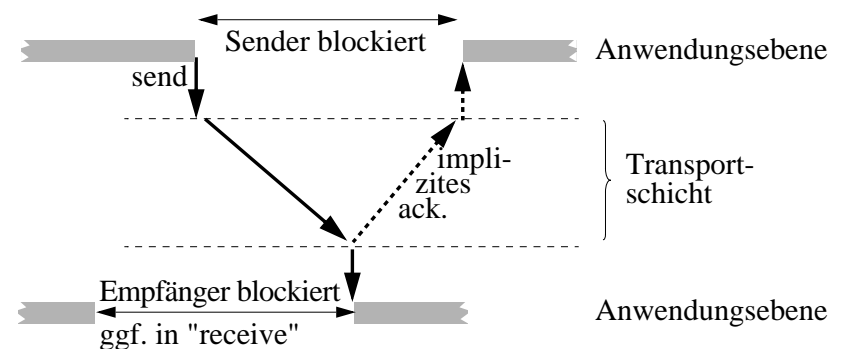 Sender blockiert
Anwendungsebene
send
impli-
zites
ack.
Transport-
schicht
Empfänger blockiert
ggf. in "receive"
Anwendungsebene